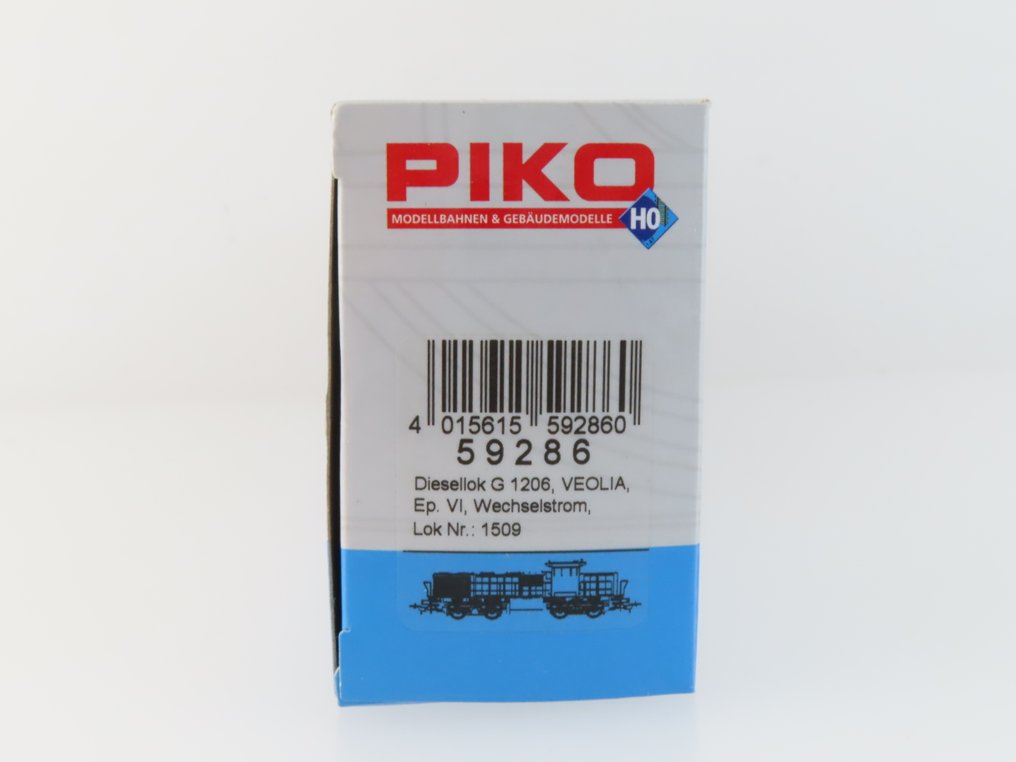 PIKO
MODELLBAHNEN & GEBÄUDEMODELLE
H0
4 015615 592860
59286
Diesellok G 1206, VEOLIA,
Ep. VI, Wechselstrom,
Lok Nr.: 1509